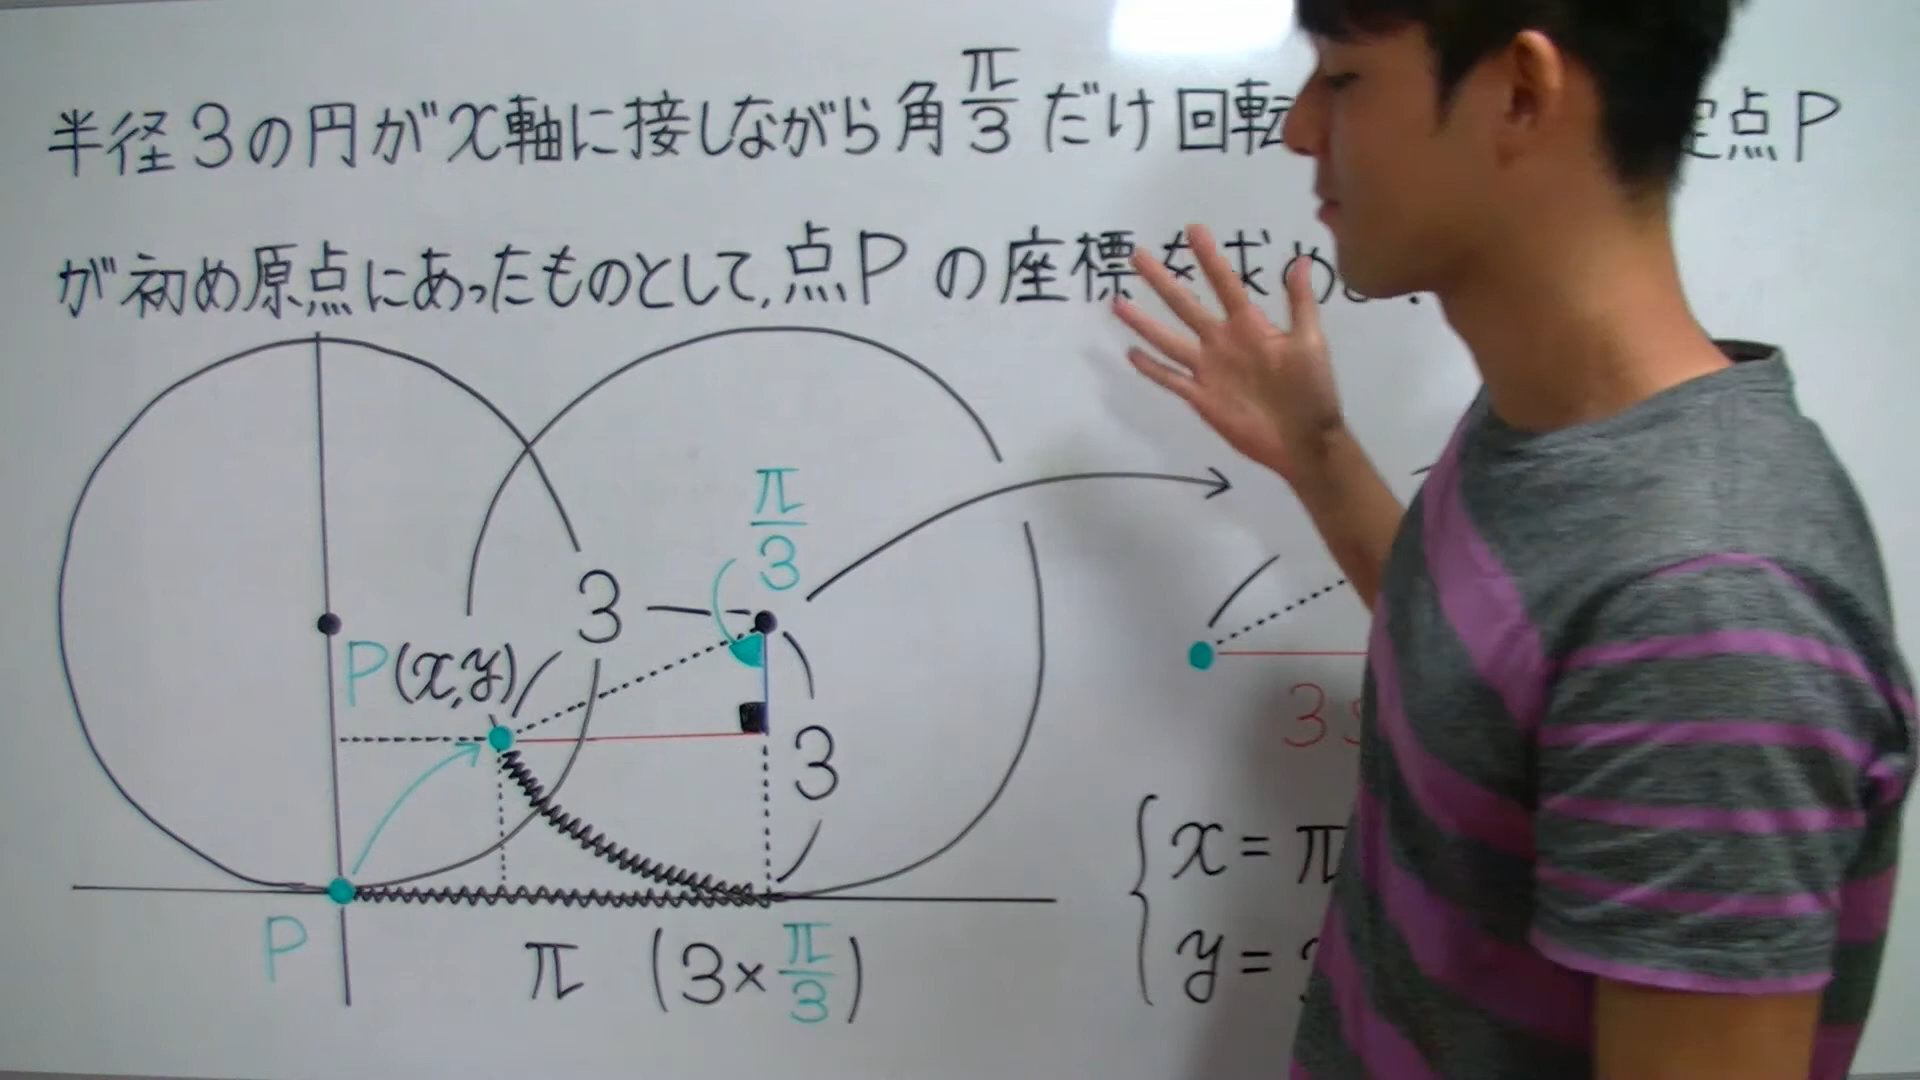 半径3の円がx軸に接しながら角π/3だけ回転 定点P
が初め原点にあったものとして,点Pの座標を求め
π/3
3
P(x,y)
3
3
P
π (3×π/3)
x=π
y=